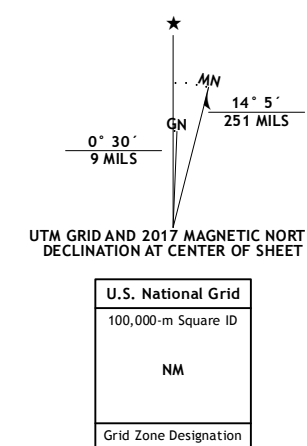 ★
MN
GN
14° 5´
251 MILS
0° 30´
9 MILS
UTM GRID AND 2017 MAGNETIC NORT
DECLINATION AT CENTER OF SHEET
U.S. National Grid
100,000-m Square ID
NM
Grid Zone Designation